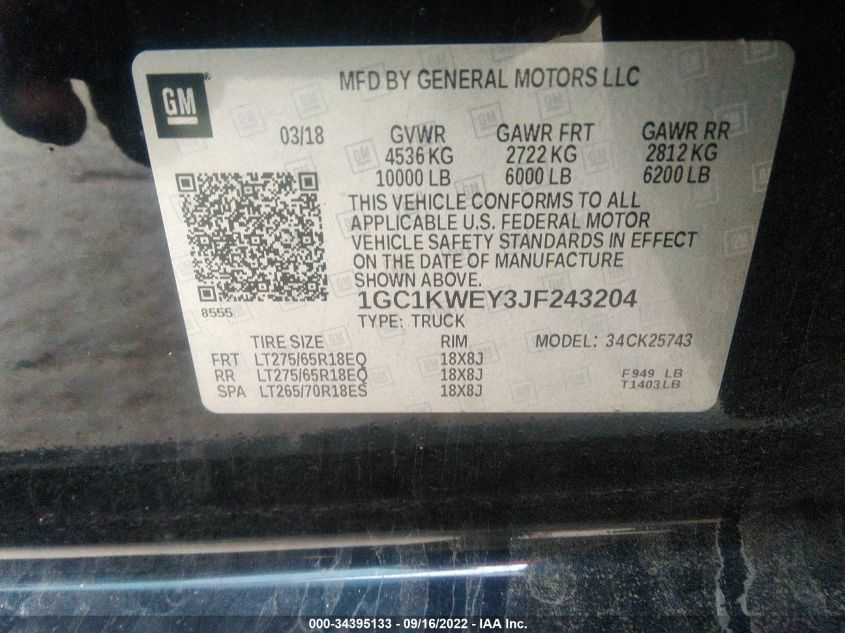 GM
MFD BY GENERAL MOTORS LLC
03/18 GVWR GAWR FRT GAWR RR
4536 KG 2722 KG 2812 KG
10000 LB 6000 LB 6200 LB
THIS VEHICLE CONFORMS TO ALL
APPLICABLE U.S. FEDERAL MOTOR
VEHICLE SAFETY STANDARDS IN EFFECT
ON THE DATE OF MANUFACTURE
SHOWN ABOVE.
8555 1GC1KWEY3JF243204
TYPE: TRUCK
TIRE SIZE RIM MODEL: 34CK25743
FRT LT275/65R18EQ 18X8J
RR LT275/65R18EQ 18X8J F949 LB
SPA LT265/70R18ES 18X8J T1403LB
000-34395133 - 09/16/2022 - IAA Inc.